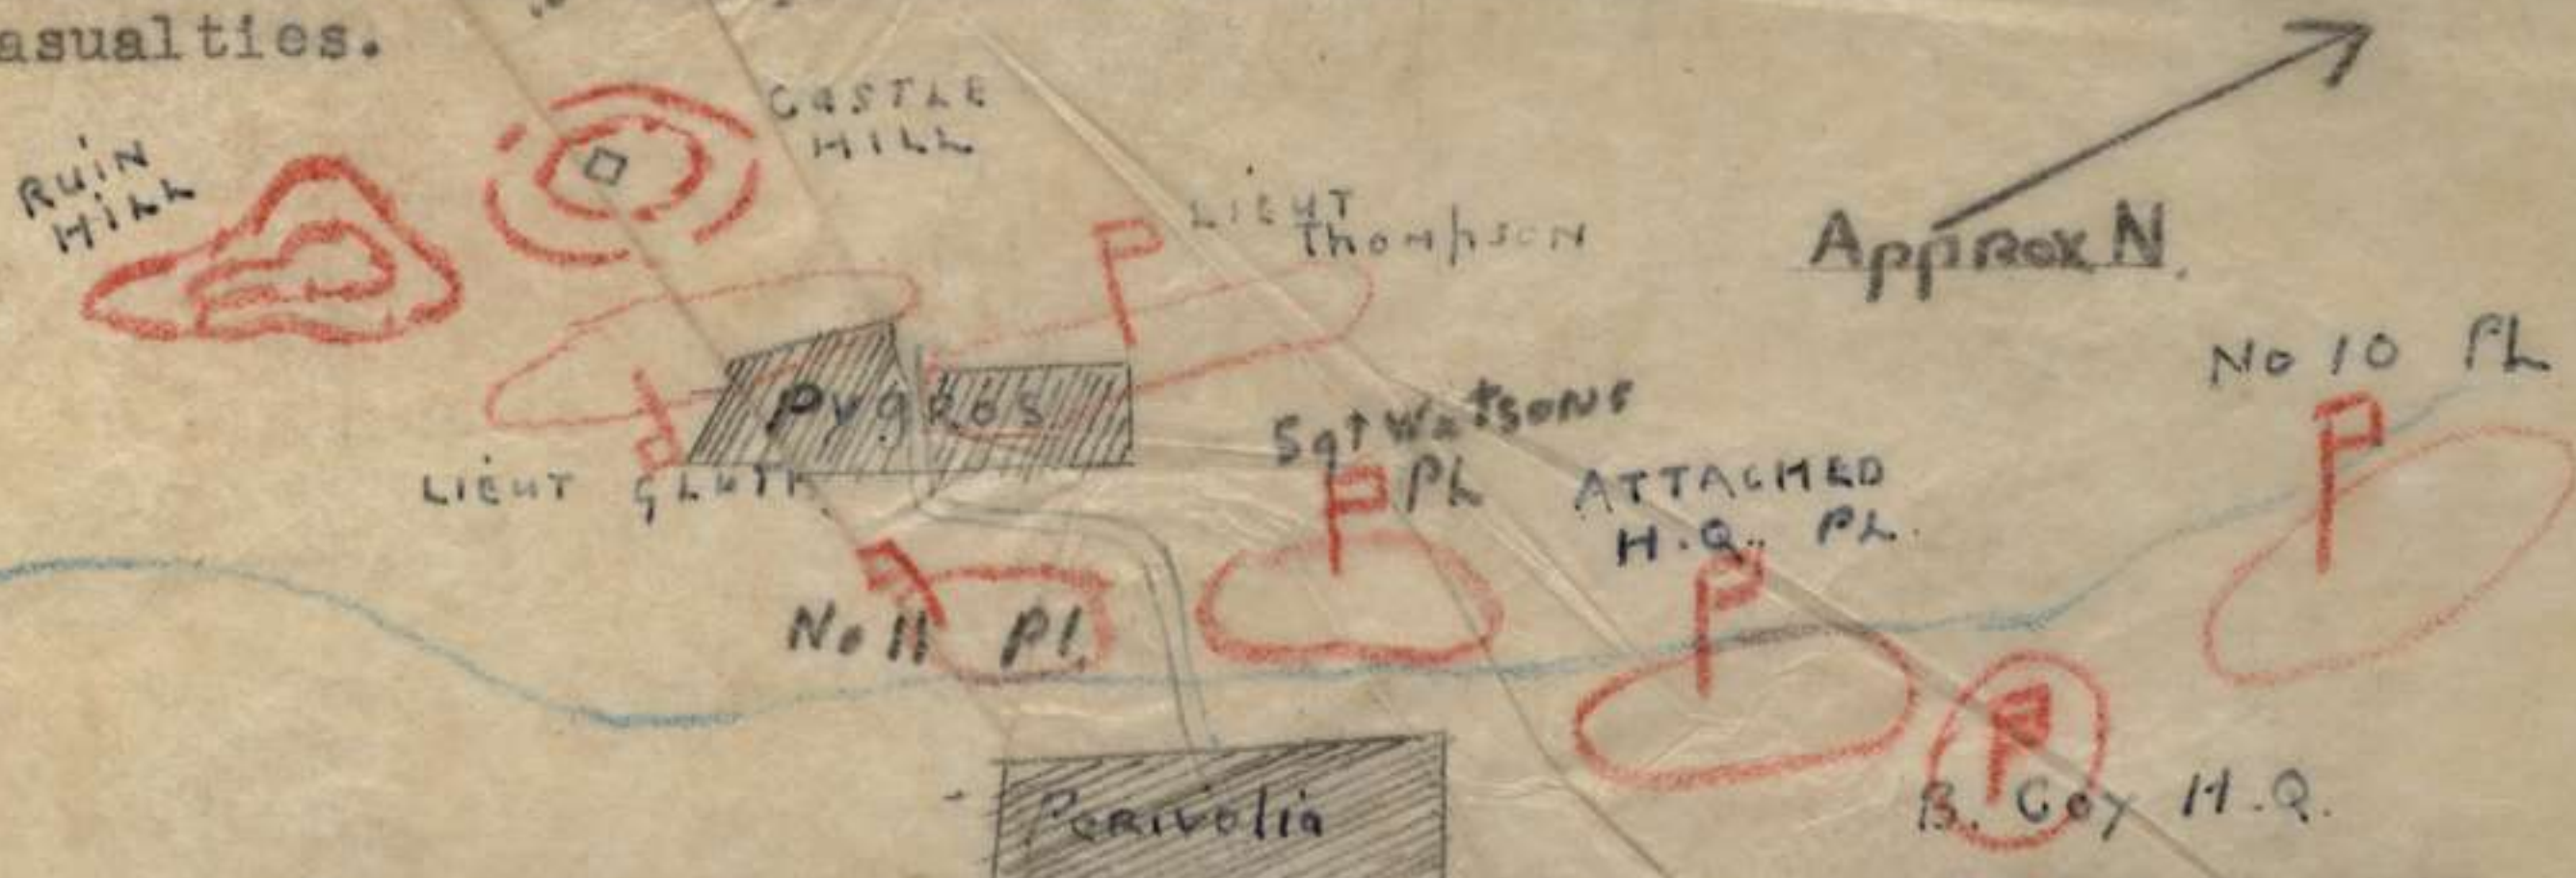 asualties.
CASTLE
HILL
RUIN
HILL
LIEUT
Thompson
Approx N.
No 10 PL
Pyrgos
Sgt Watsons
PL
LIEUT
ATTACHED
H.Q. PL.
No 11 Pl.
Perivolia
B. Coy H.Q.